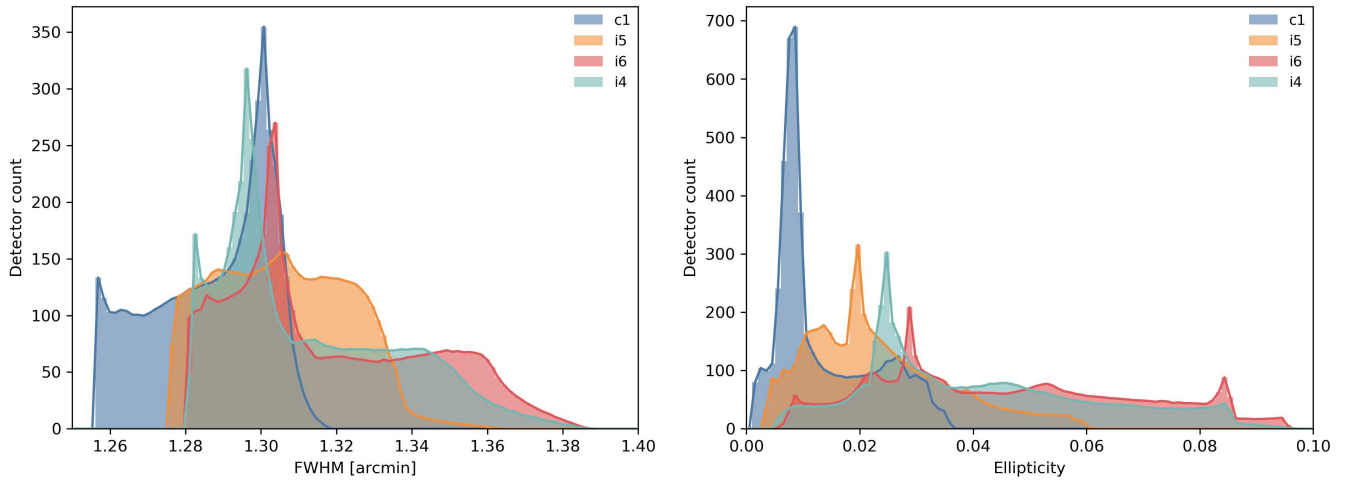 350
300
250
200
150
100
50
0
Detector count
1.26 1.28 1.30 1.32 1.34 1.36 1.38 1.40
FWHM [arcmin]
c1
i5
i6
i4
700
600
500
400
300
200
100
0
Detector count
0.00 0.02 0.04 0.06 0.08 0.10
Ellipticity
c1
i5
i6
i4